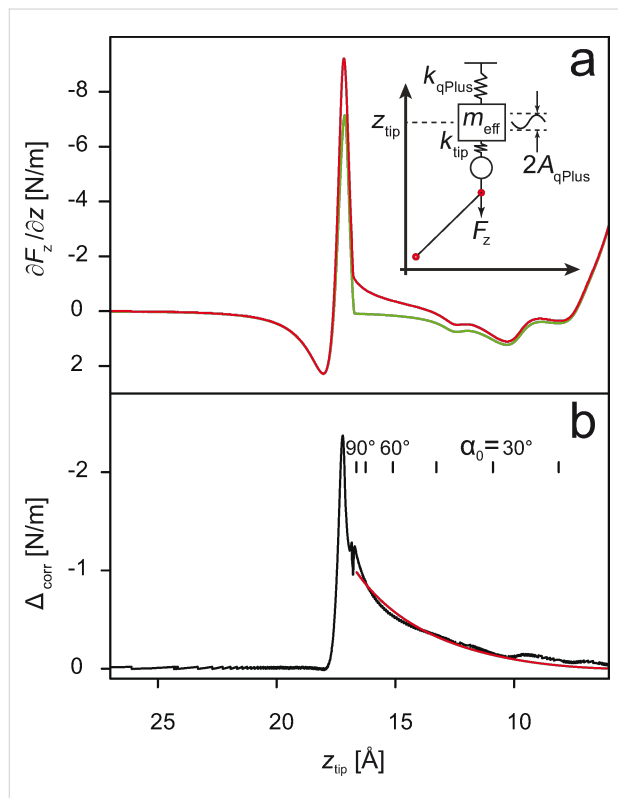 a
-8
-6
-4
-2
0
2
∂F_z/∂z [N/m]
k_qPlus
z_tip
m_eff
k_tip
2A_qPlus
F_z
b
90° 60° α_0= 30°
-2
-1
0
Δ_corr [N/m]
25 20 15 10
z_tip [Å]